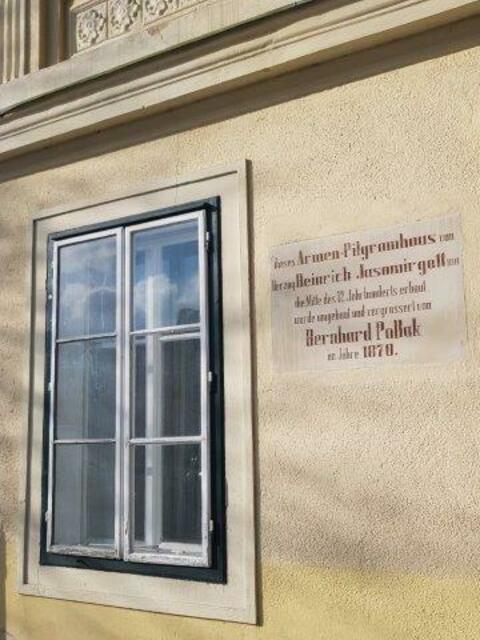 Dieses Armen-Pilgramhaus von
Herzog Heinrich Jasomirgott um
die Mitte des 12. Jahrhunderts erbaut
wurde umgebaut und vergrössert von
Bernhard Pollak
im Jahre 1870.